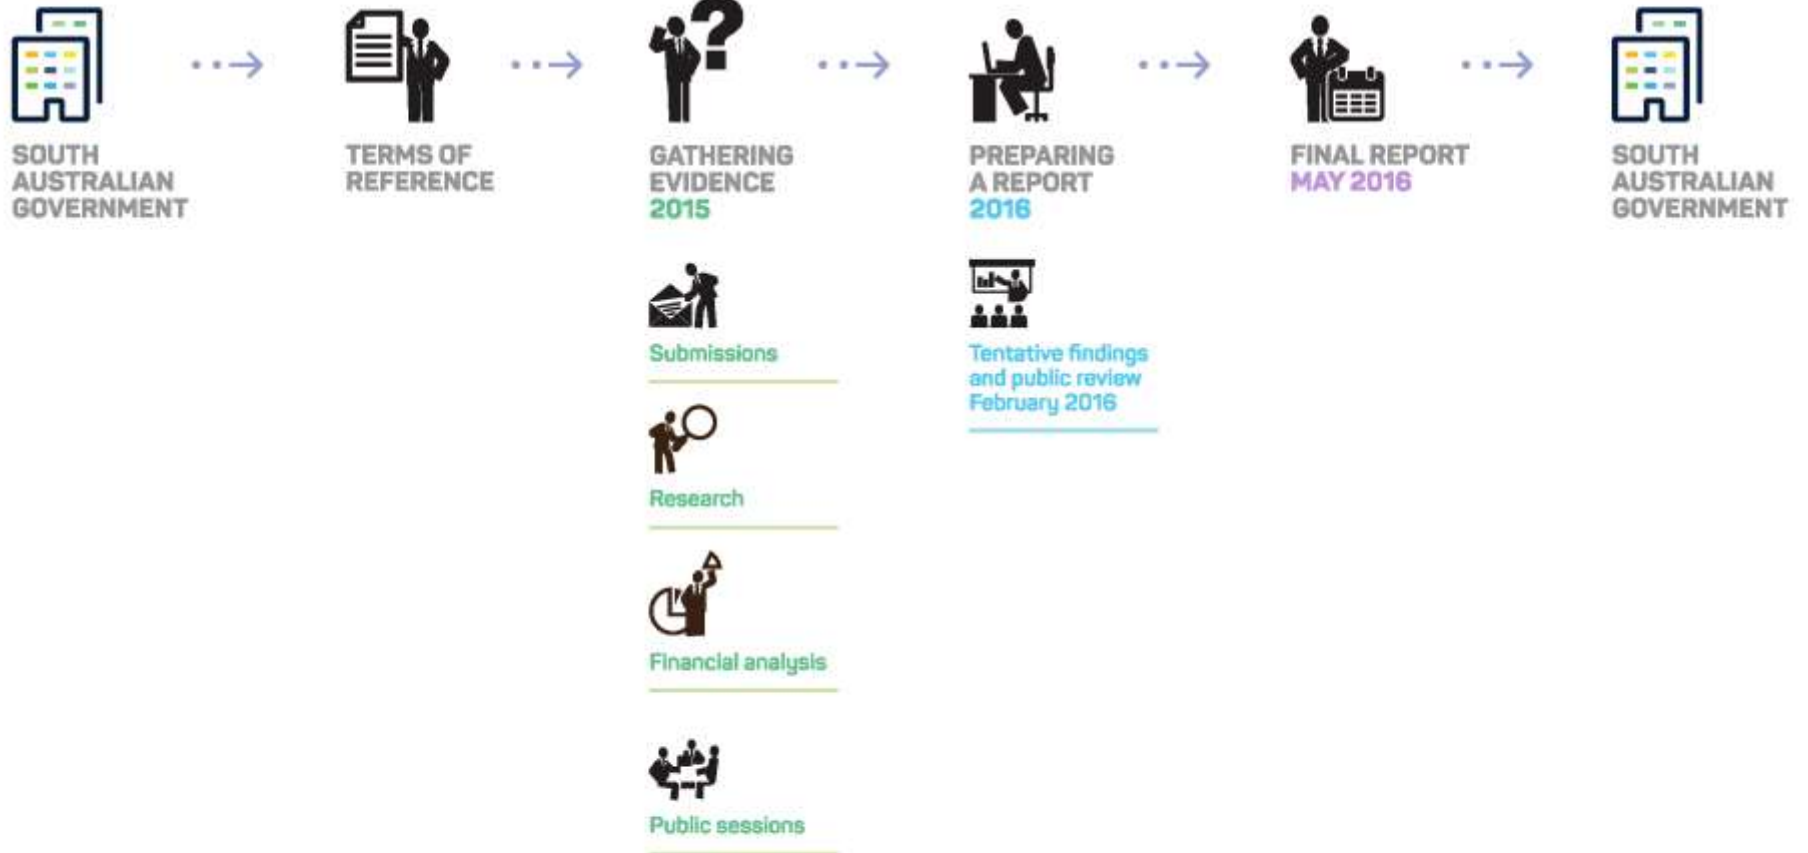 SOUTH
AUSTRALIAN
GOVERNMENT
TERMS OF
REFERENCE
GATHERING
EVIDENCE
2015
Submissions
Research
Financial analysis
Public sessions
PREPARING
A REPORT
2016
Tentative findings
and public review
February 2016
FINAL REPORT
MAY 2016
SOUTH
AUSTRALIAN
GOVERNMENT